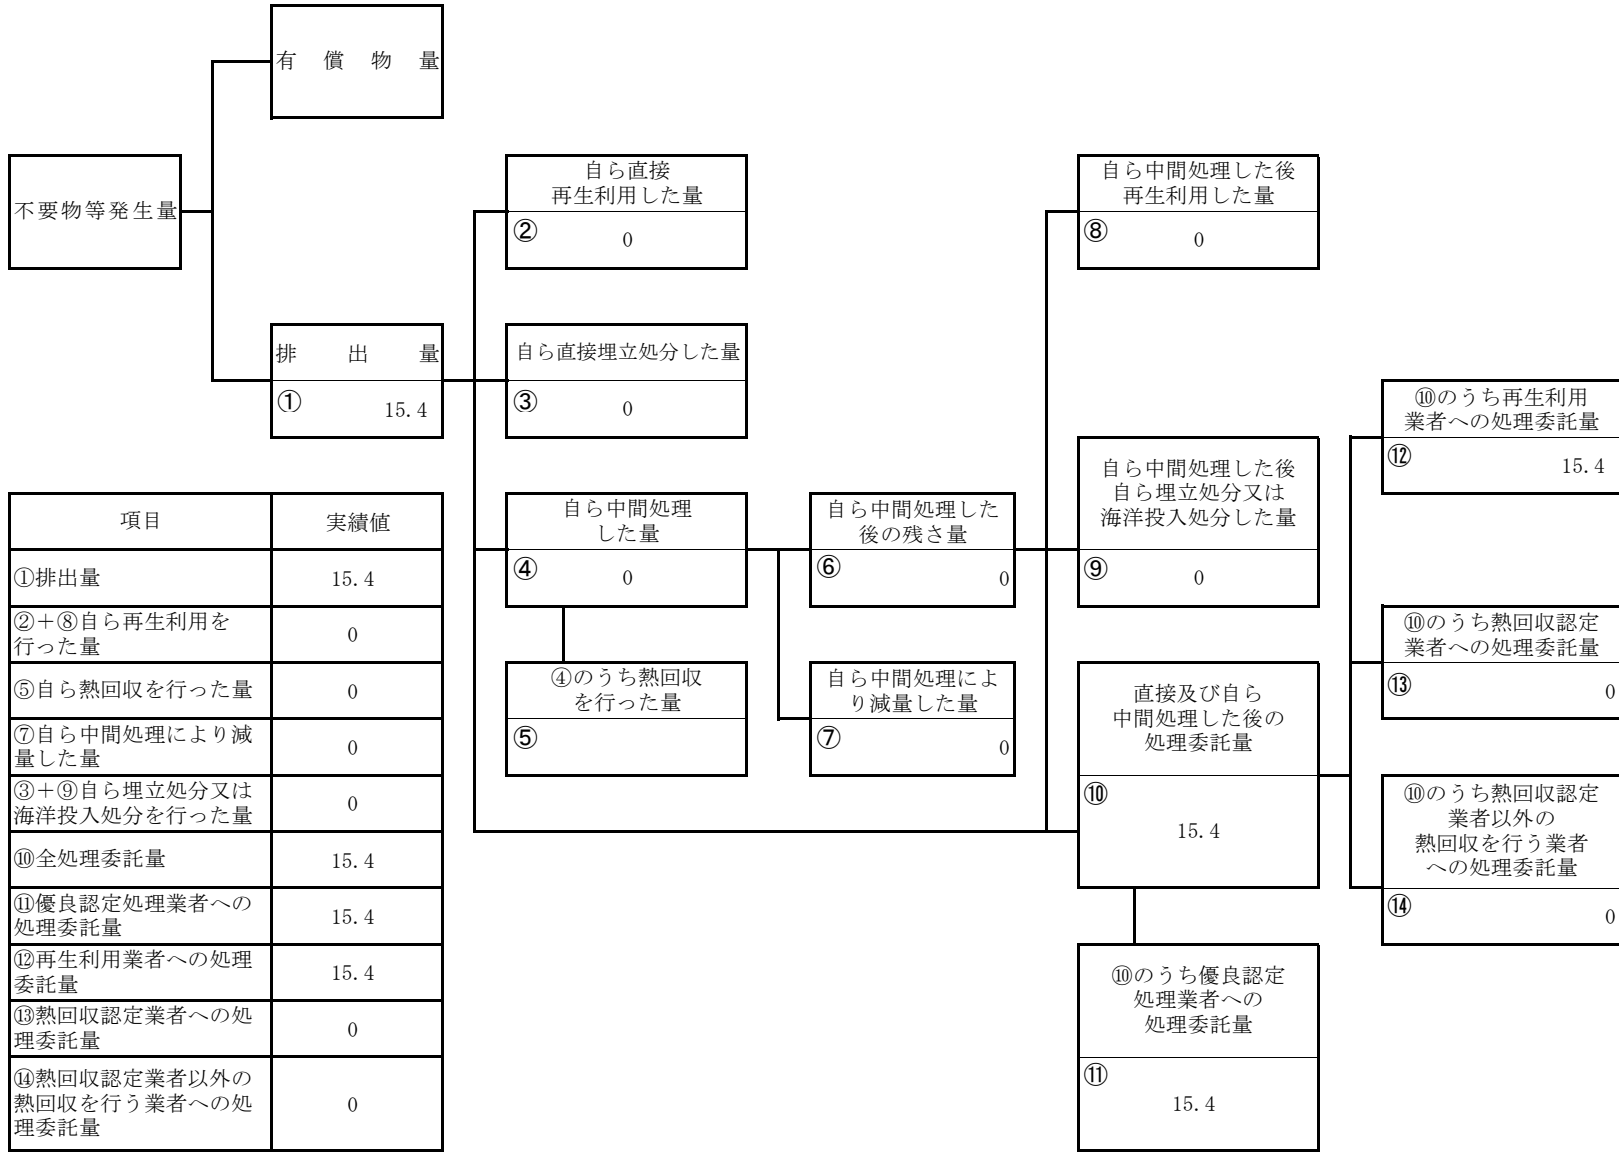 有償物量
不要物等発生量
排出量
① 15.4
自ら直接
再生利用した量
② 0
自ら直接埋立処分した量
③ 0
自ら中間処理
した量
④ 0
④のうち熱回収
を行った量
⑤
自ら中間処理した
後の残さ量
⑥ 0
自ら中間処理によ
り減量した量
⑦ 0
自ら中間処理した後
再生利用した量
⑧ 0
自ら中間処理した後
自ら埋立処分又は
海洋投入処分した量
⑨ 0
直接及び自ら
中間処理した後の
処理委託量
⑩
15.4
⑩のうち優良認定
処理業者への
処理委託量
⑪
15.4
⑩のうち再生利用
業者への処理委託量
⑫ 15.4
⑩のうち熱回収認定
業者への処理委託量
⑬ 0
⑩のうち熱回収認定
業者以外の
熱回収を行う業者
への処理委託量
⑭ 0
項目 実績値
①排出量 15.4
②+⑧自ら再生利用を
行った量 0
⑤自ら熱回収を行った量 0
⑦自ら中間処理により減
量した量 0
③+⑨自ら埋立処分又は
海洋投入処分を行った量 0
⑩全処理委託量 15.4
⑪優良認定処理業者への
処理委託量 15.4
⑫再生利用業者への処理
委託量 15.4
⑬熱回収認定業者への処
理委託量 0
⑭熱回収認定業者以外の
熱回収を行う業者への処
理委託量 0